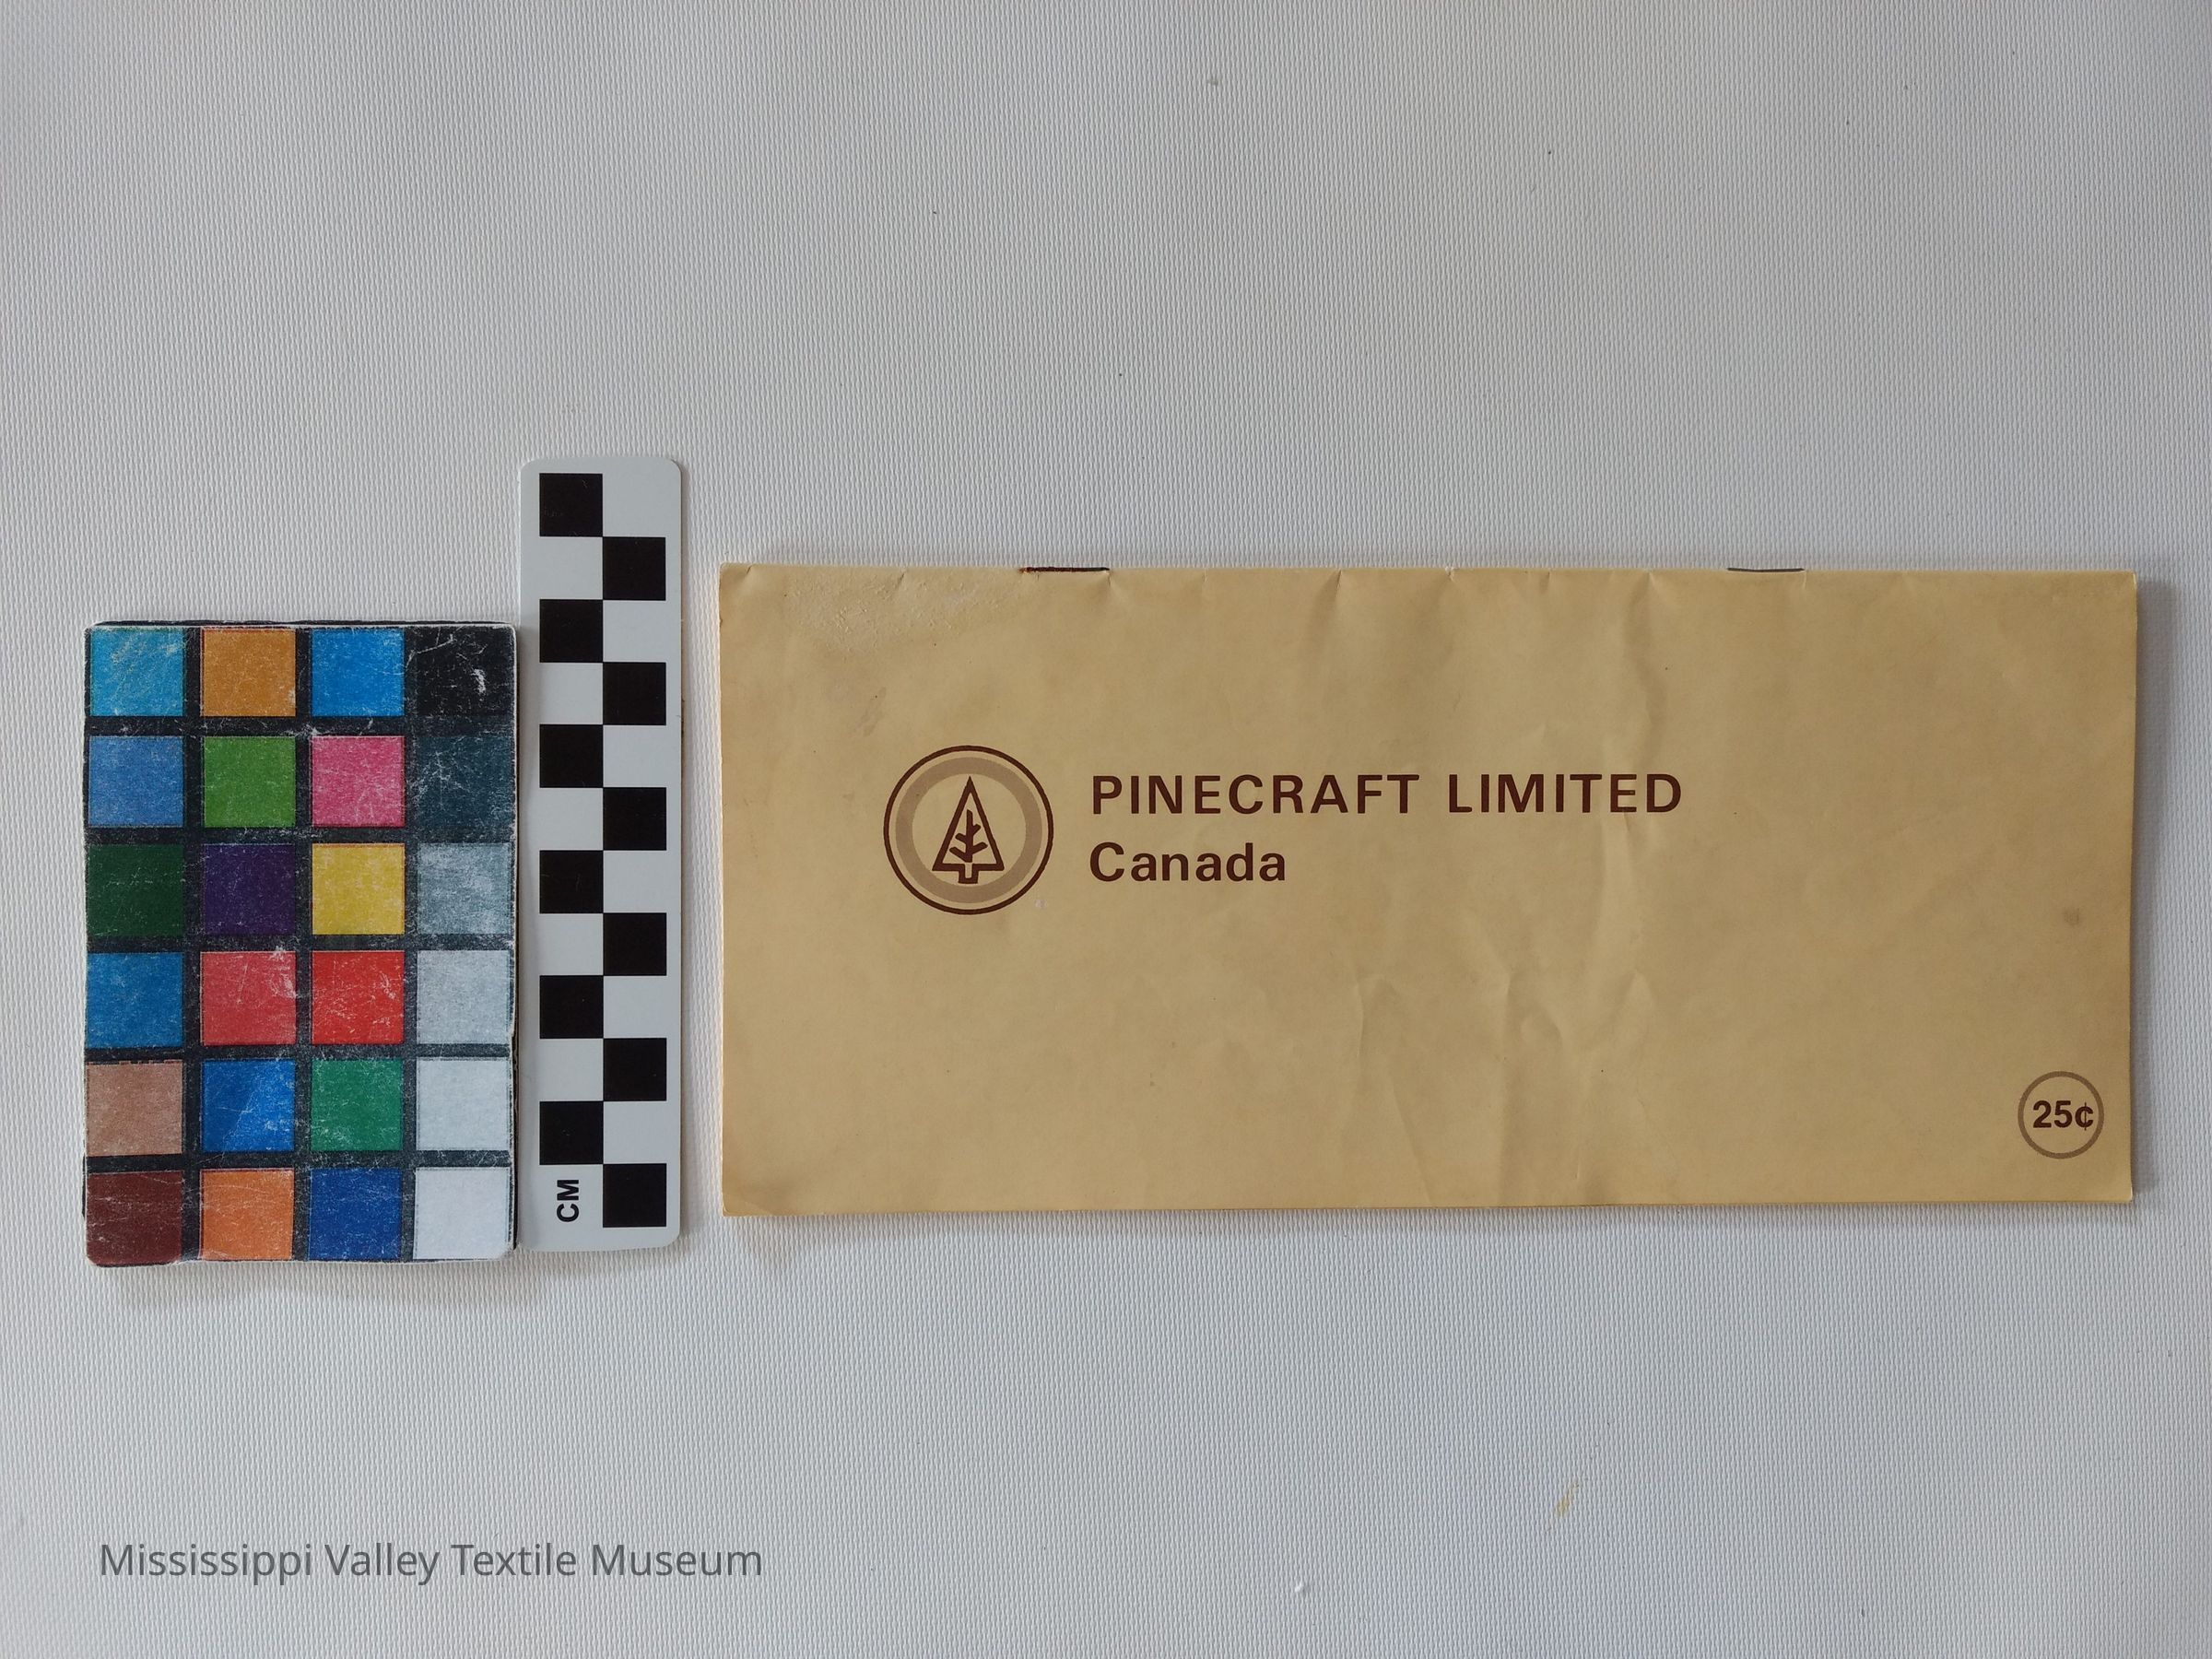 CM
PINECRAFT LIMITED
Canada
25¢
Mississippi Valley Textile Museum